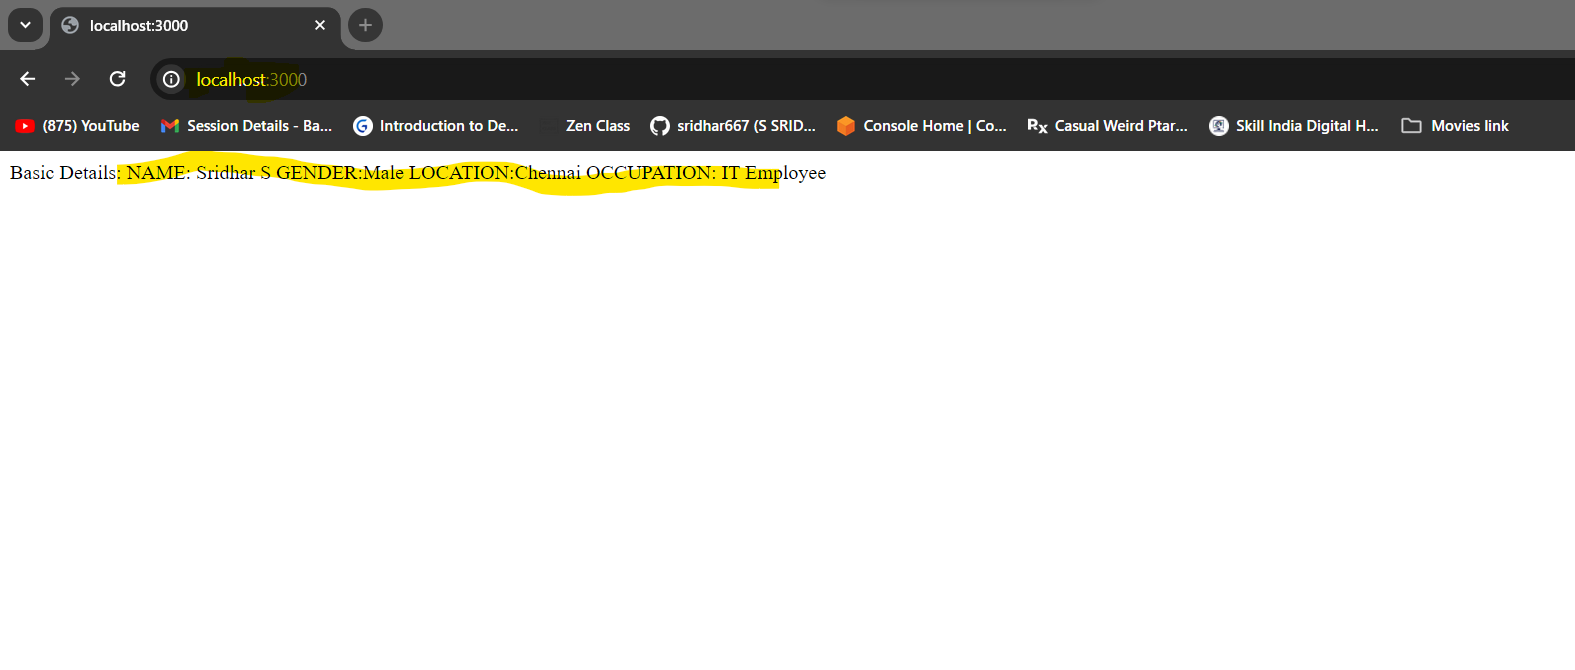 localhost:3000
localhost:3000
(875) YouTube Session Details - Ba... Introduction to De... Zen Class sridhar667 (S SRID... Console Home | Co... Rx Casual Weird Ptar... Skill India Digital H... Movies link
Basic Details: NAME: Sridhar S GENDER:Male LOCATION:Chennai OCCUPATION: IT Employee